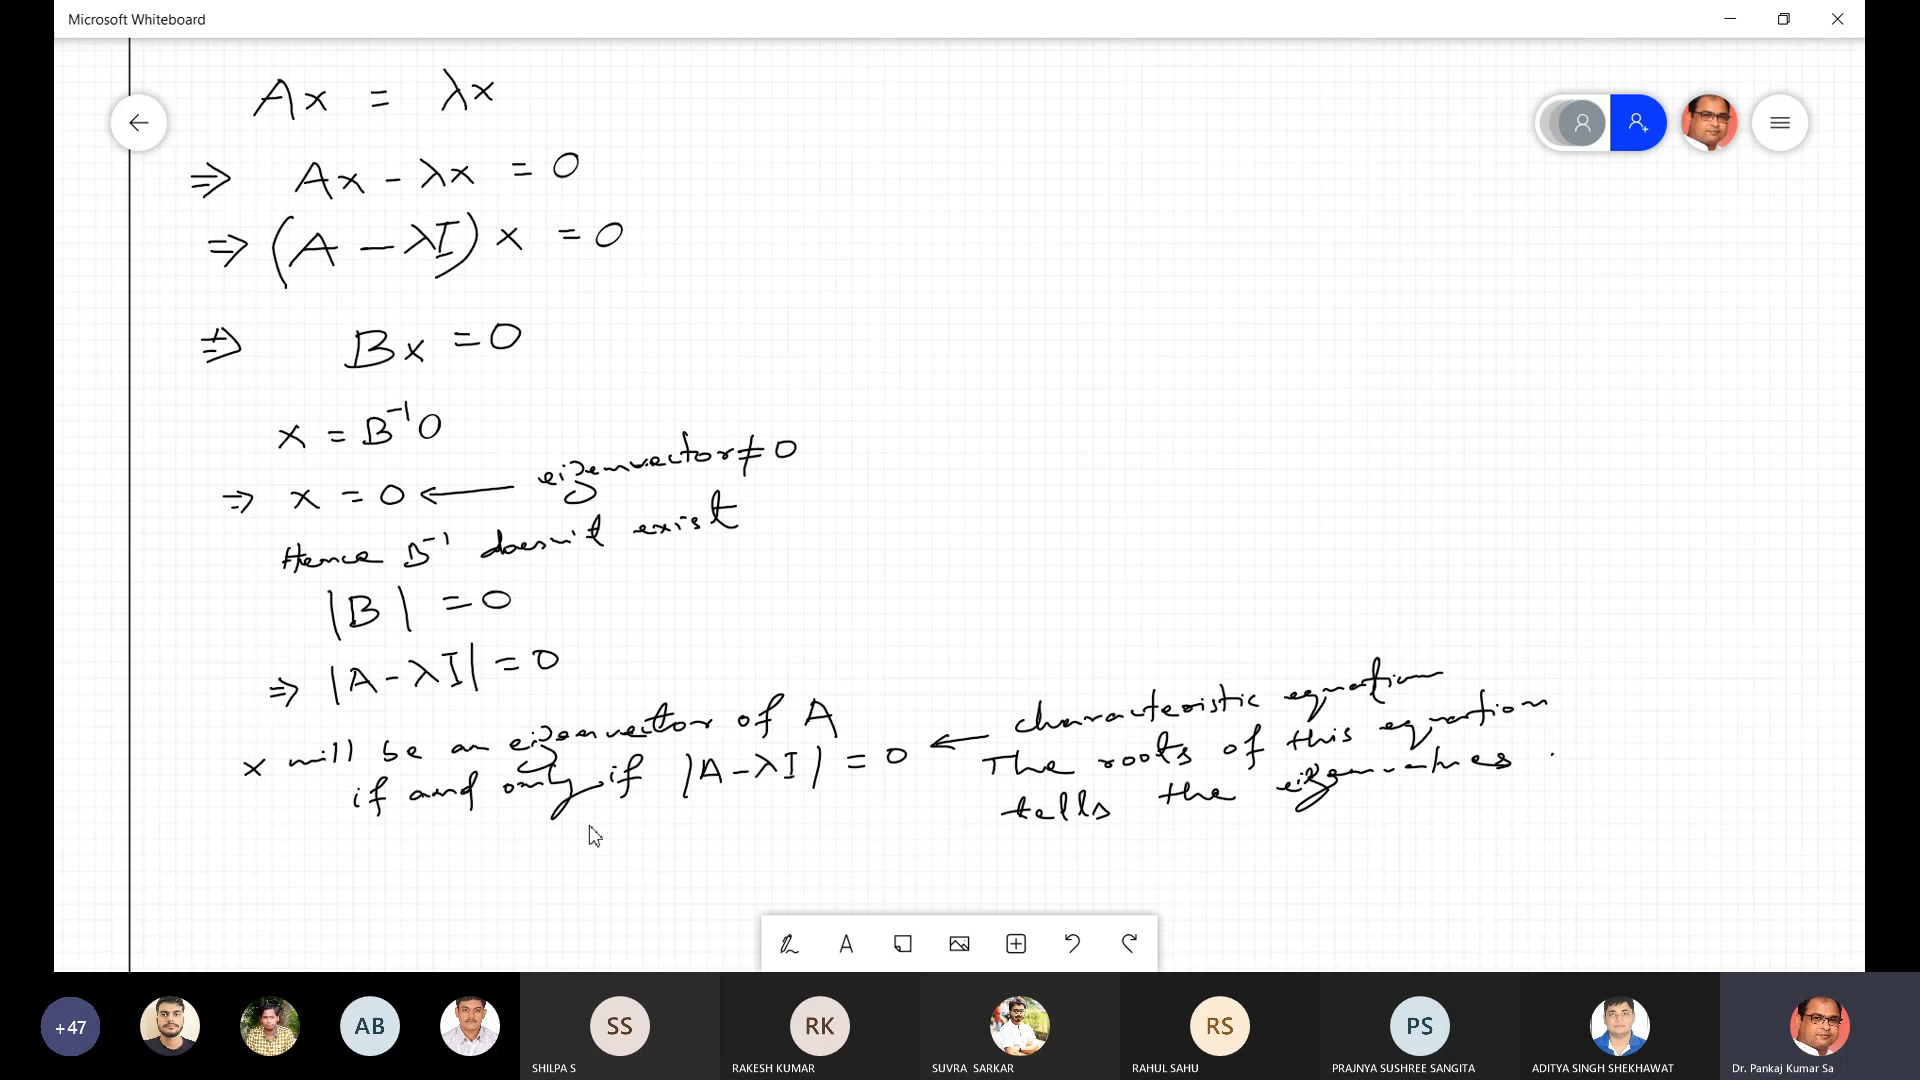 Microsoft Whiteboard
Ax = λx
⇒ Ax - λx = 0
⇒ (A - λI) x = 0
⇒ Bx = 0
x = B⁻¹0
⇒ x = 0 ← eigenvector ≠ 0
Hence B⁻¹ doesn't exist
|B| = 0
⇒ |A - λI| = 0
x will be an eigenvector of A
if and only if |A - λI| = 0 ← characteristic equation
The roots of this equation
tells the eigenvalues .
+47
AB
SS
RK
RS
PS
SHILPA S
RAKESH KUMAR
SUVRA SARKAR
RAHUL SAHU
PRAJNYA SUSHREE SANGITA
ADITYA SINGH SHEKHAWAT
Dr. Pankaj Kumar Sa